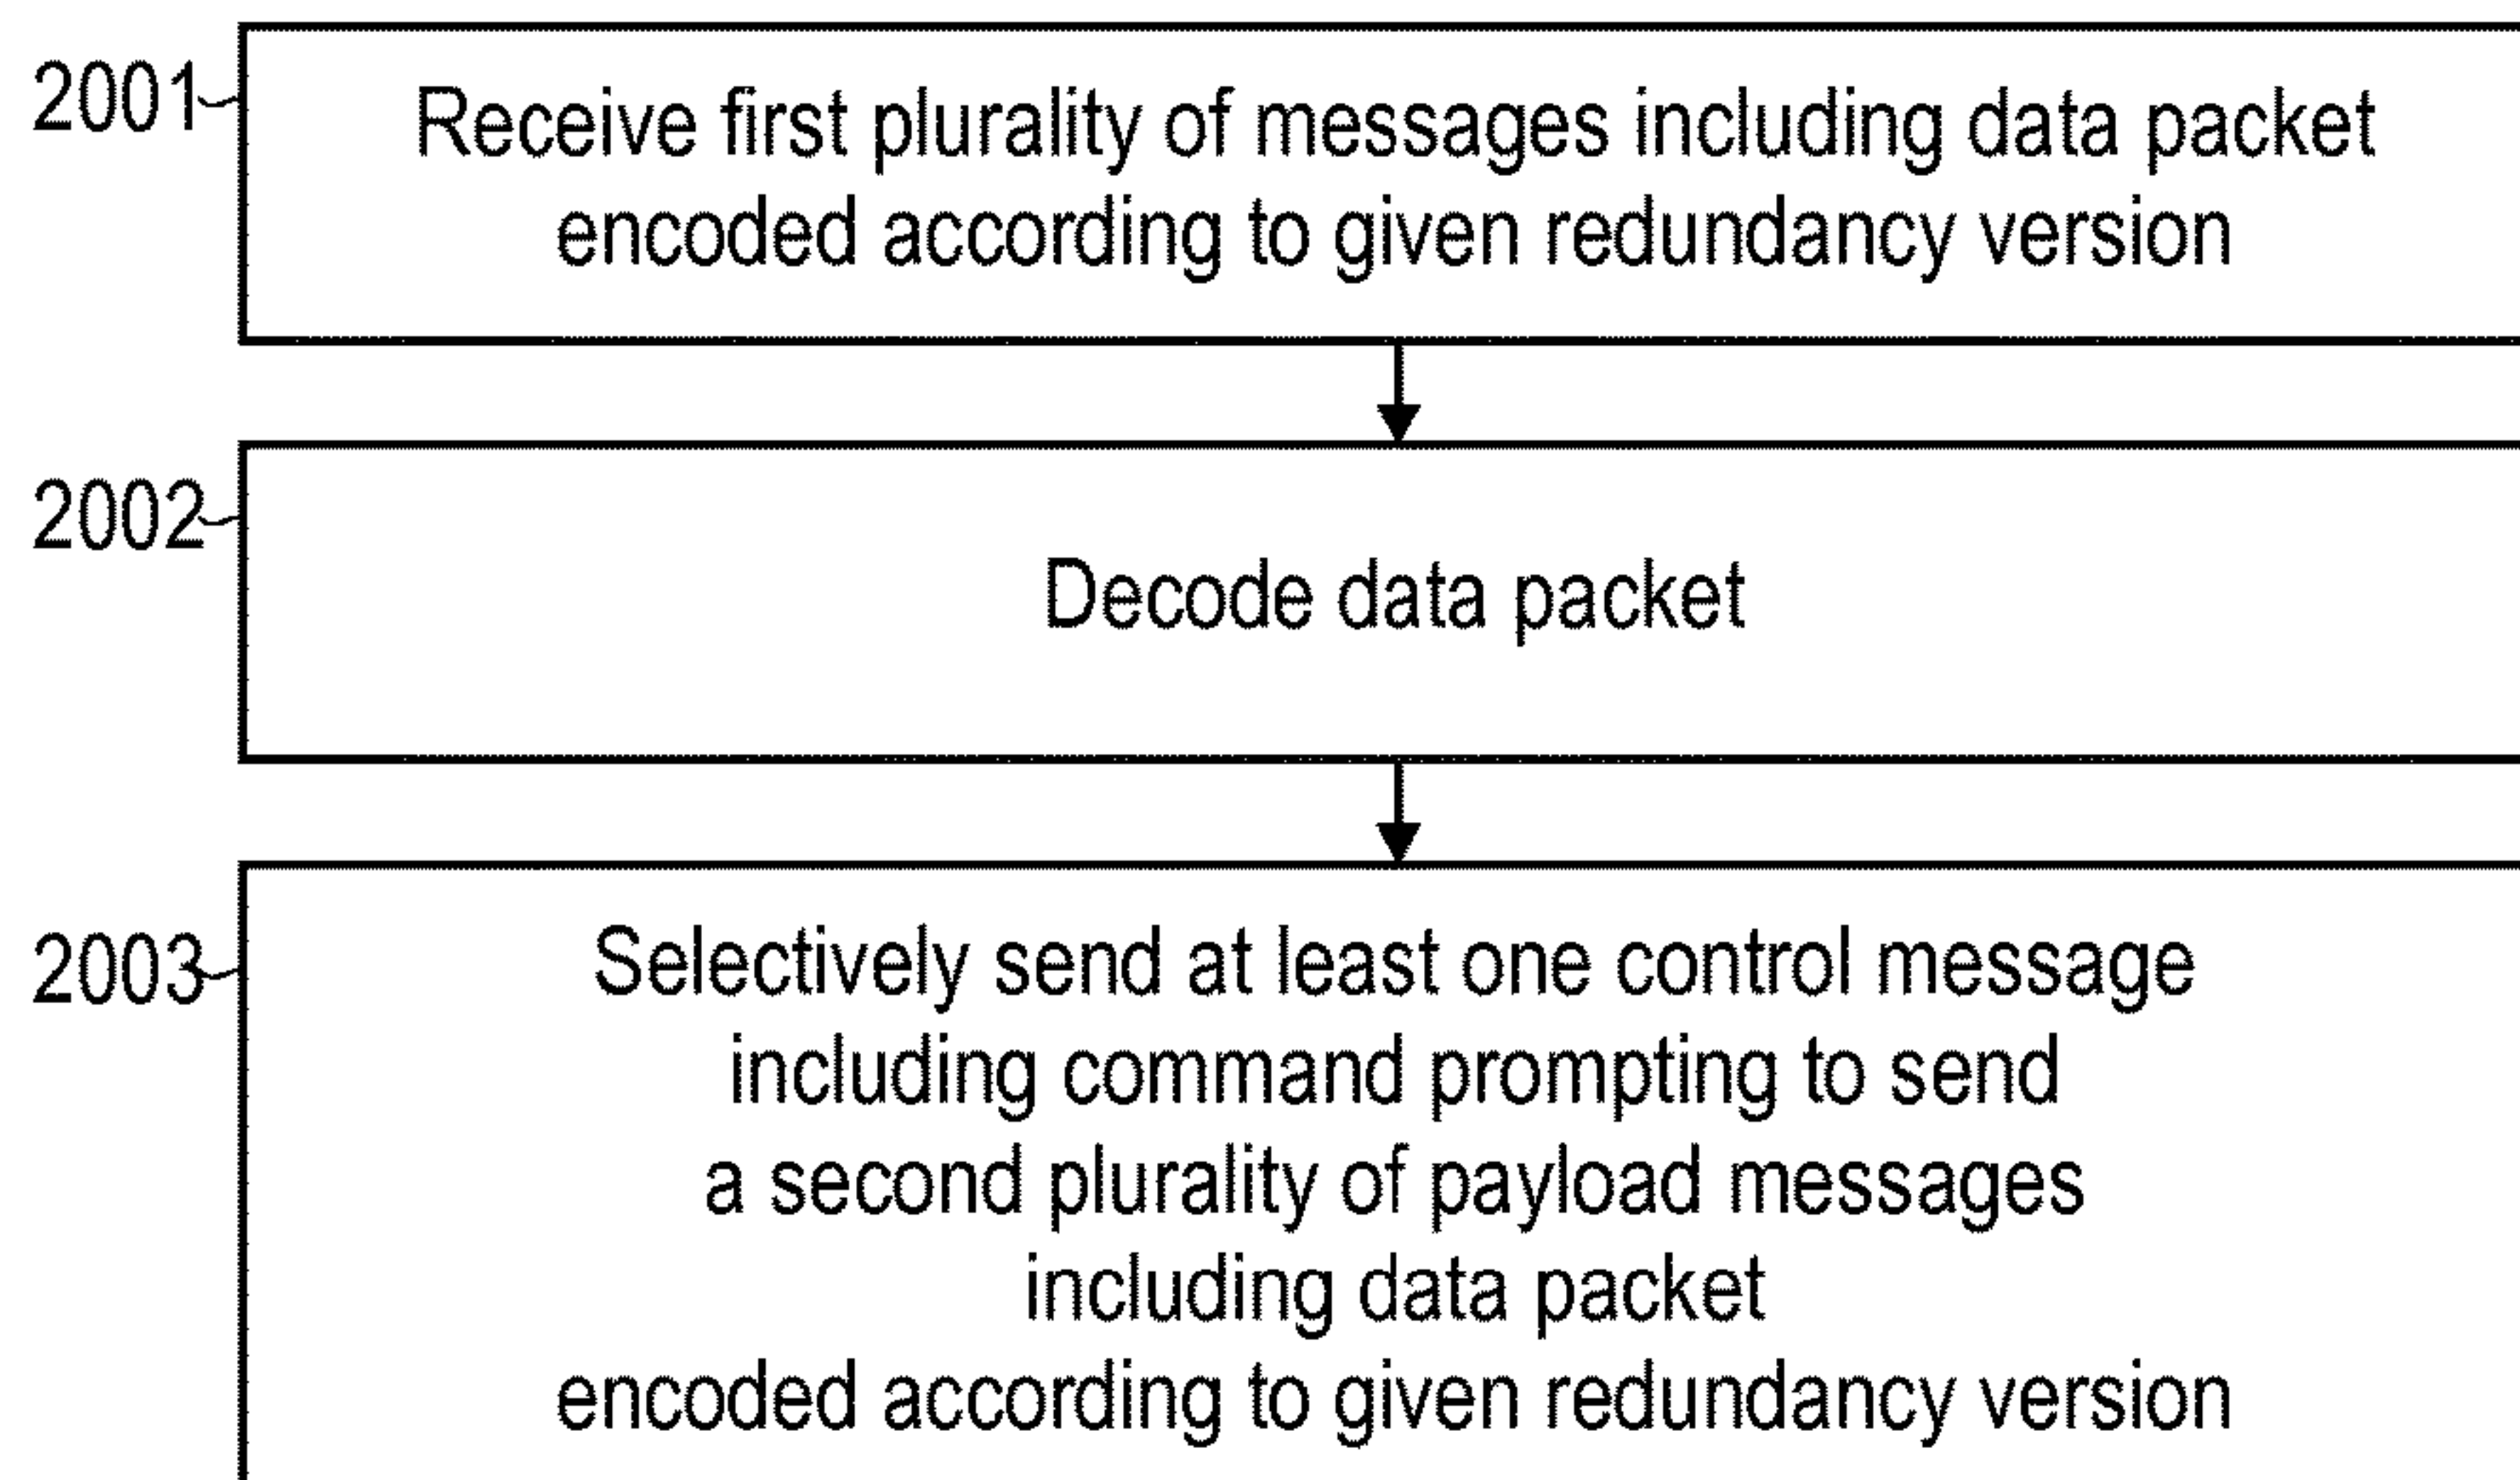 2001
Receive first plurality of messages including data packet
encoded according to given redundancy version
2002
Decode data packet
2003
Selectively send at least one control message
including command prompting to send
a second plurality of payload messages
including data packet
encoded according to given redundancy version